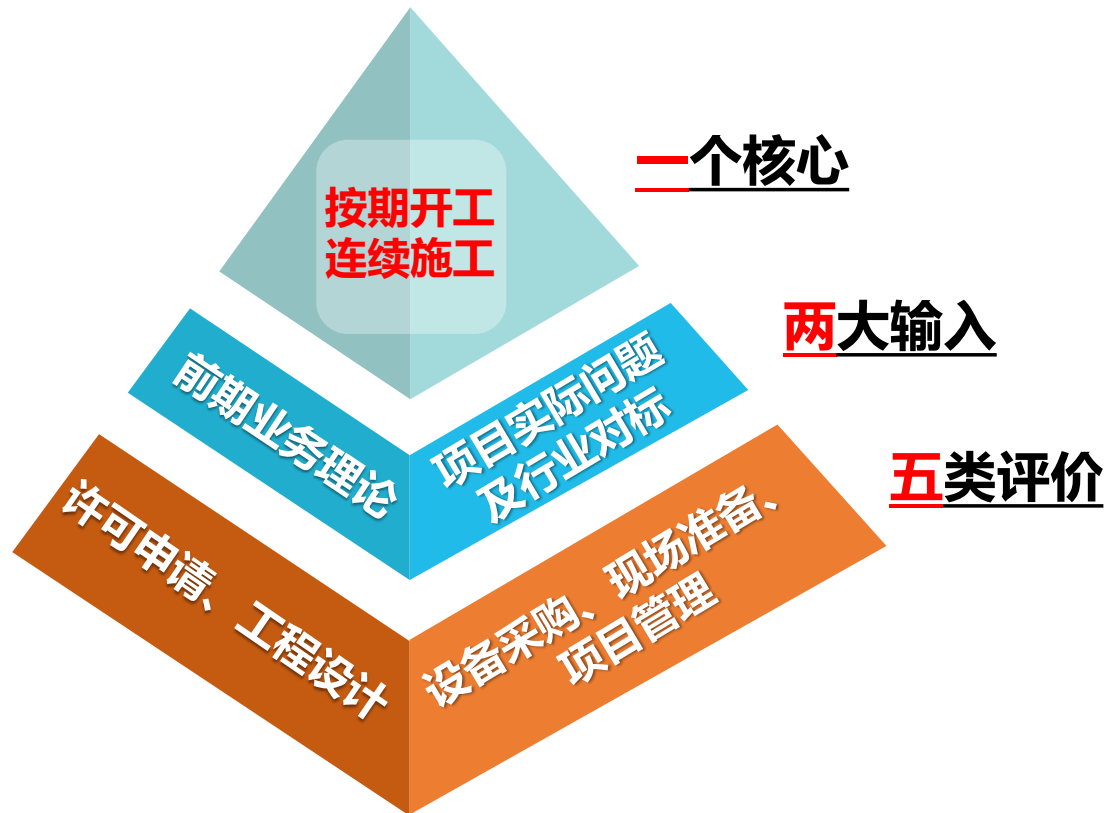 按期开工
连续施工
一个核心
前期业务理论
项目实际问题
及行业对标
两大输入
许可申请、工程设计
设备采购、现场准备、
项目管理
五类评价